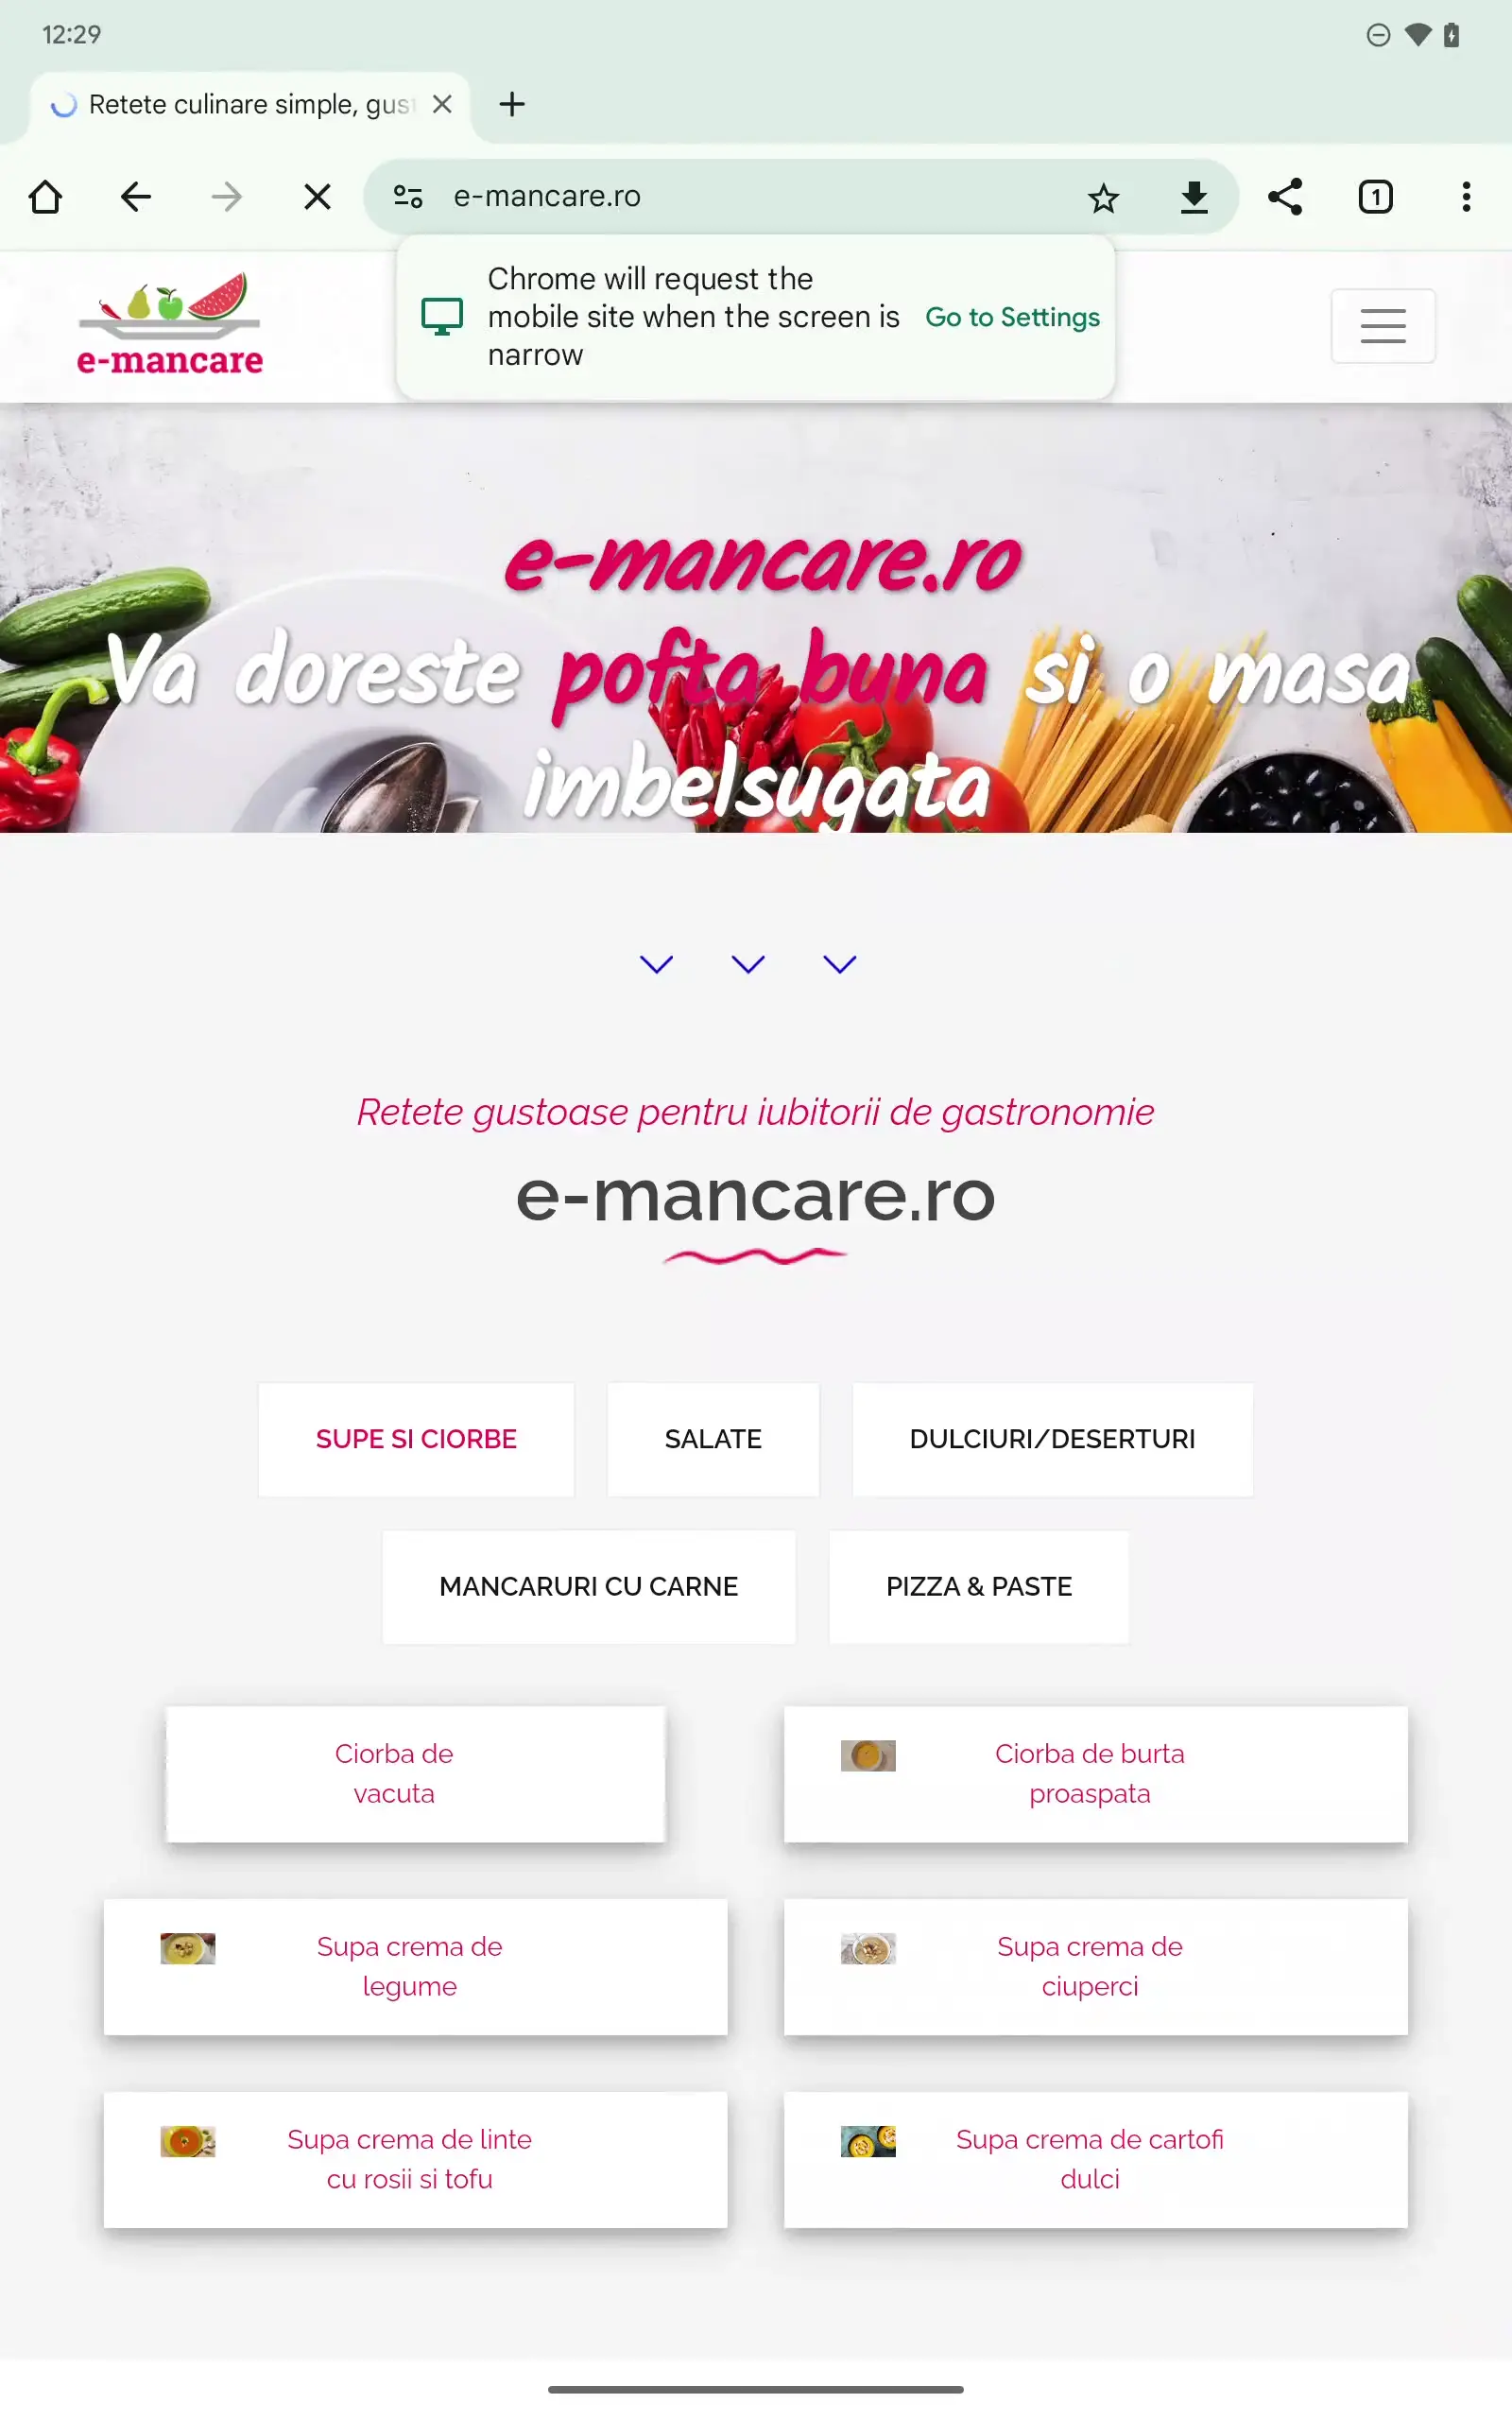 12:29
Retete culinare simple, gust
e-mancare.ro
1
Chrome will request the
mobile site when the screen is
narrow
Go to Settings
e-mancare
e-mancare.ro
Va doreste pofta buna si o masa
imbelsugata
Retete gustoase pentru iubitorii de gastronomie
e-mancare.ro
SUPE SI CIORBE
SALATE
DULCIURI/DESERTURI
MANCARURI CU CARNE
PIZZA & PASTE
Ciorba de
vacuta
Ciorba de burta
proaspata
Supa crema de
legume
Supa crema de
ciuperci
Supa crema de linte
cu rosii si tofu
Supa crema de cartofi
dulci